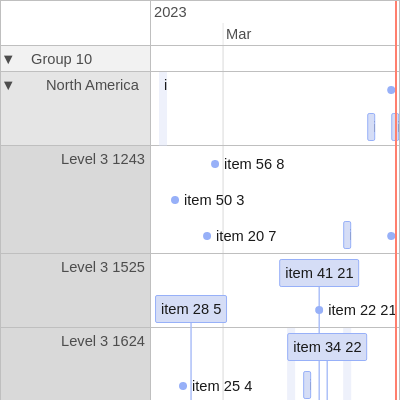 2023
Mar
▼ Group 10
▼ North America
i
Level 3 1243
item 56 8
item 50 3
item 20 7
Level 3 1525
item 41 21
item 28 5
item 22 21
Level 3 1624
item 34 22
item 25 4